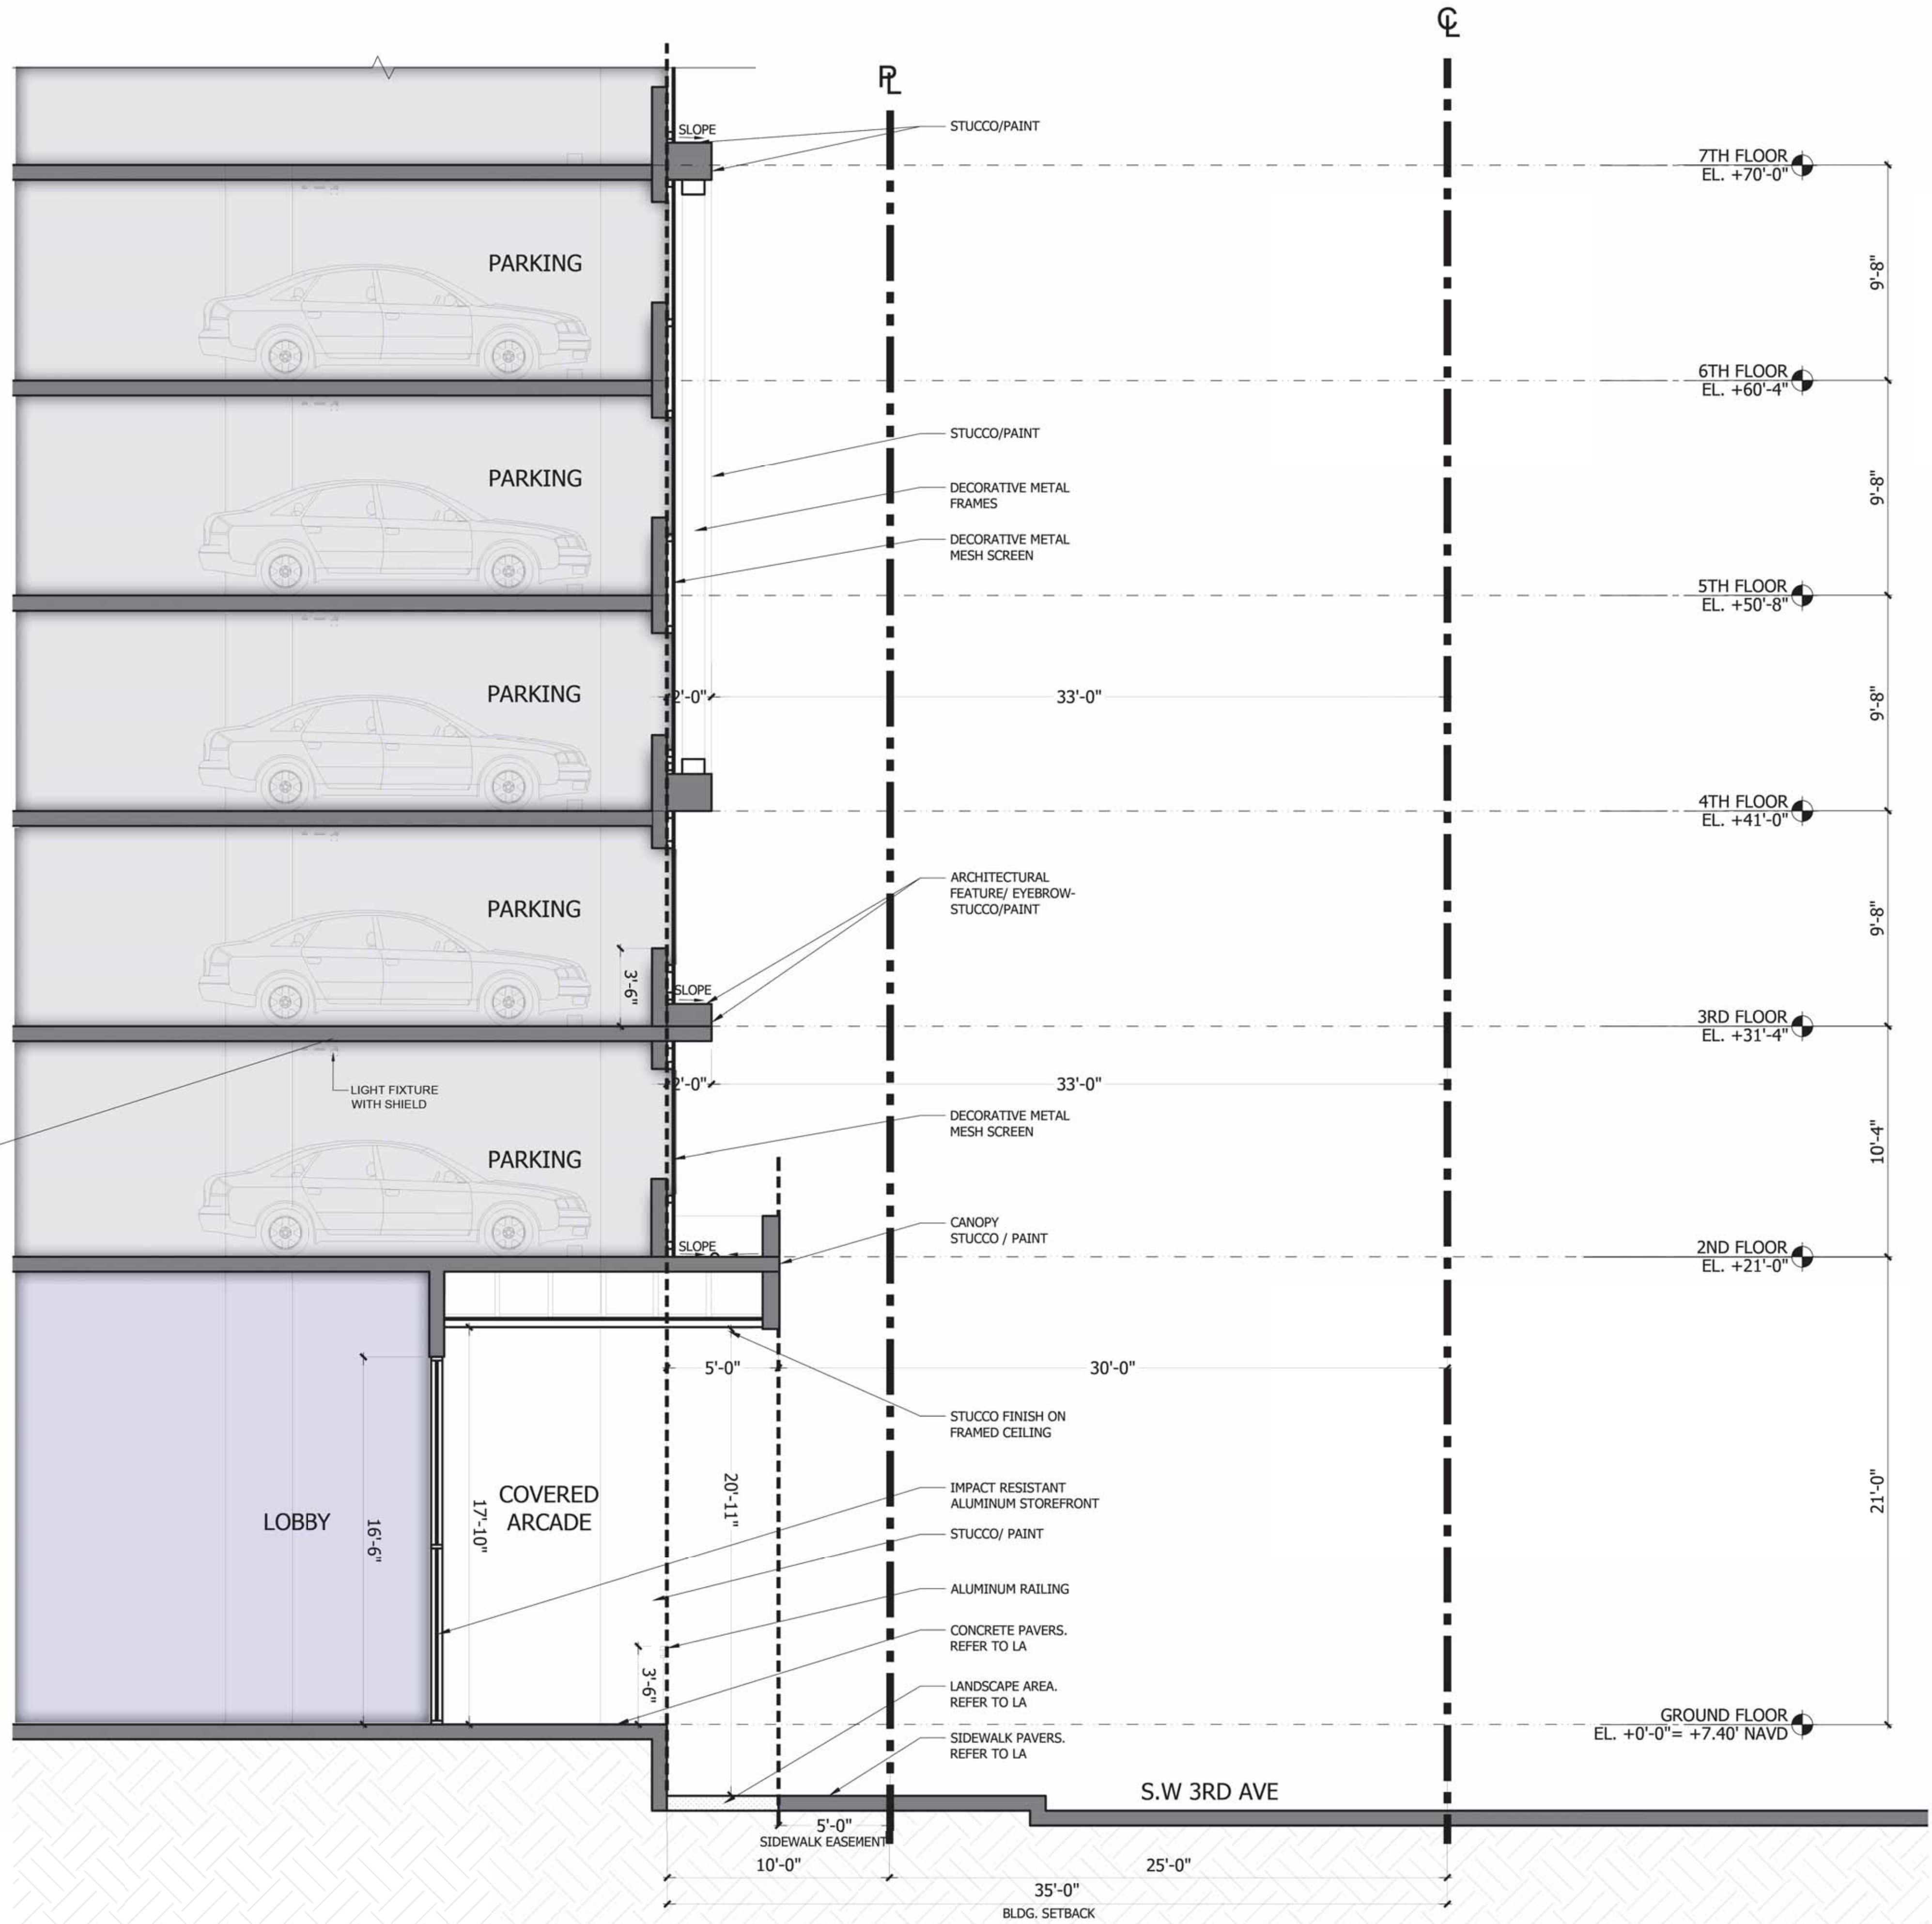 ℄
PL
SLOPE
STUCCO/PAINT
7TH FLOOR
EL. +70'-0"
PARKING
9'-8"
6TH FLOOR
EL. +60'-4"
STUCCO/PAINT
PARKING
9'-8"
DECORATIVE METAL
FRAMES
DECORATIVE METAL
MESH SCREEN
5TH FLOOR
EL. +50'-8"
PARKING
2'-0"
33'-0"
9'-8"
4TH FLOOR
EL. +41'-0"
ARCHITECTURAL
FEATURE/ EYEBROW-
STUCCO/PAINT
PARKING
9'-8"
3'-6"
SLOPE
3RD FLOOR
EL. +31'-4"
LIGHT FIXTURE
WITH SHIELD
2'-0"
33'-0"
DECORATIVE METAL
MESH SCREEN
10'-4"
PARKING
CANOPY
STUCCO / PAINT
SLOPE
2ND FLOOR
EL. +21'-0"
5'-0"
30'-0"
STUCCO FINISH ON
FRAMED CEILING
IMPACT RESISTANT
ALUMINUM STOREFRONT
LOBBY
16'-6"
17'-10"
COVERED
ARCADE
20'-11"
21'-0"
STUCCO/ PAINT
ALUMINUM RAILING
CONCRETE PAVERS.
REFER TO LA
3'-6"
LANDSCAPE AREA.
REFER TO LA
GROUND FLOOR
EL. +0'-0"= +7.40' NAVD
SIDEWALK PAVERS.
REFER TO LA
S.W 3RD AVE
5'-0"
SIDEWALK EASEMENT
10'-0"
25'-0"
35'-0"
BLDG. SETBACK